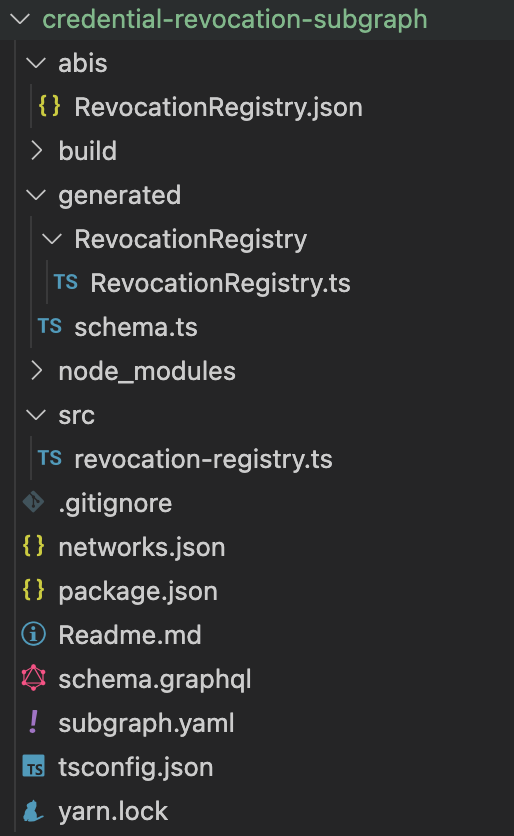 credential-revocation-subgraph
abis
{} RevocationRegistry.json
build
generated
RevocationRegistry
TS RevocationRegistry.ts
TS schema.ts
node_modules
src
TS revocation-registry.ts
.gitignore
{} networks.json
{} package.json
Readme.md
schema.graphql
! subgraph.yaml
TS tsconfig.json
yarn.lock